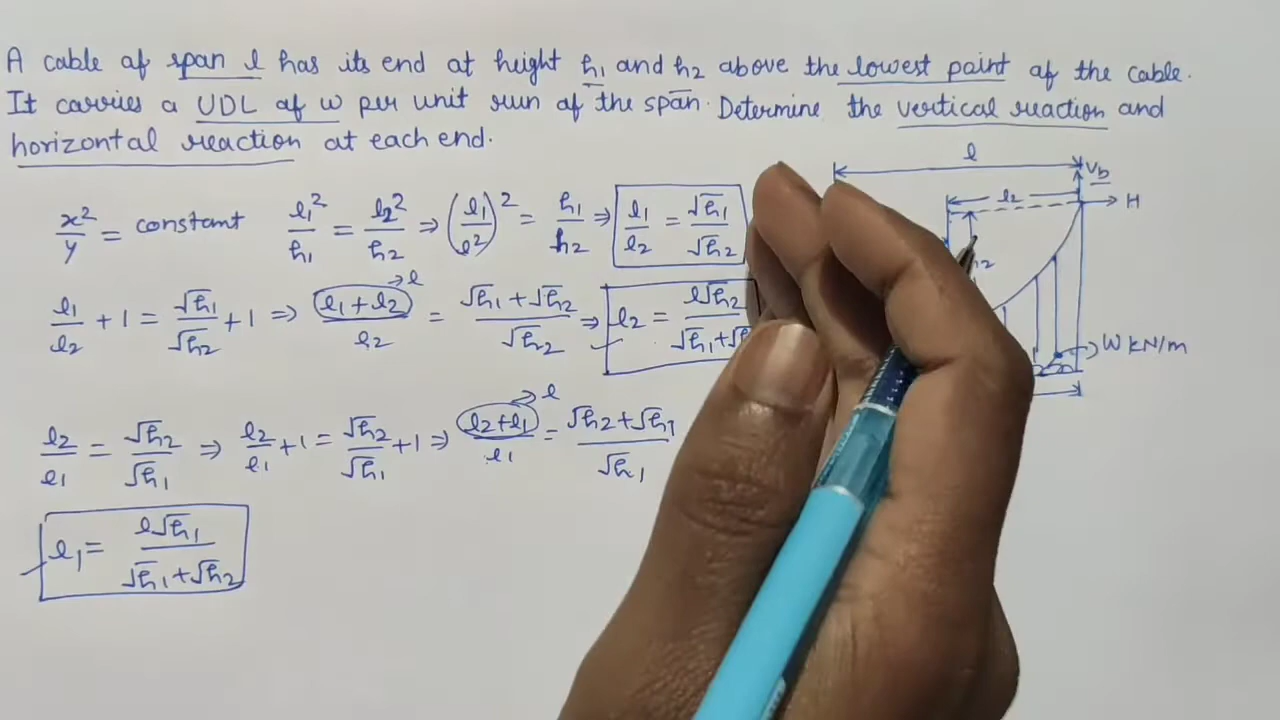 A cable of span l has its end at height h₁ and h₂ above the lowest point of the cable.
It carries a UDL of w per unit run of the span. Determine the vertical reaction and
horizontal reaction at each end.
x²/y = constant l₁²/h₁ = l₂²/h₂ ⇒ (l₁/l²)² = h₁/h₂ ⇒ l₁/l₂ = √h₁/√h₂
l₁/l₂ + 1 = √h₁/√h₂ + 1 ⇒ (l₁ + l₂)/l₂ → l = (√h₁ + √h₂)/√h₂ ⇒ l₂ = l√h₂/√h₁+√
l₂/l₁ = √h₂/√h₁ ⇒ l₂/l₁ + 1 = √h₂/√h₁ + 1 ⇒ (l₂+l₁)/l₁ → l = (√h₂ + √h₁)/√h₁
l₁ = l√h₁/(√h₁ + √h₂)
l
V_b
l₂
H
h₂
W kN/m